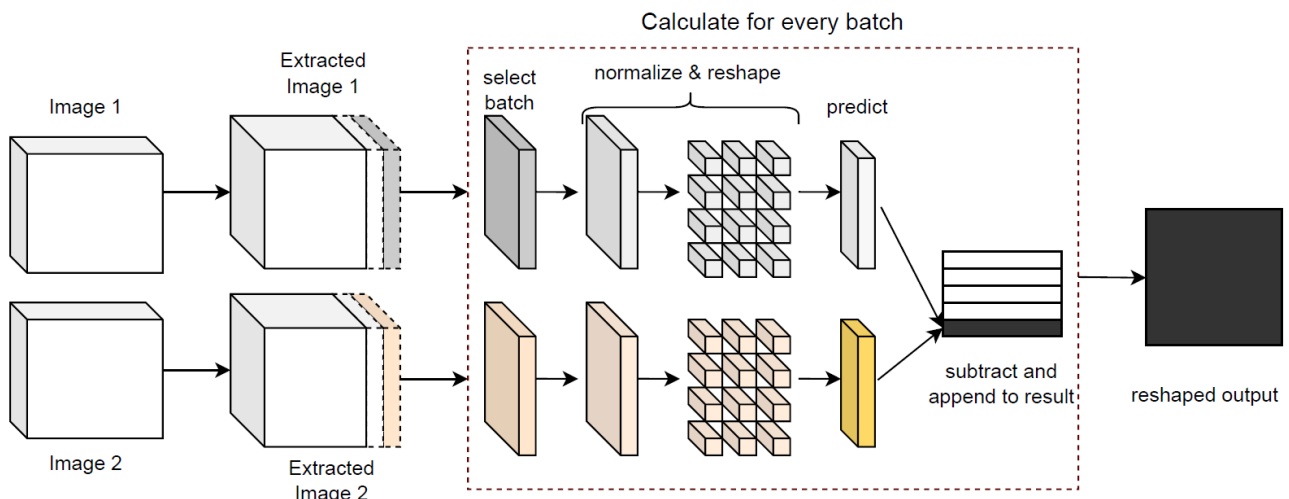 Calculate for every batch
Extracted
Image 1
select
batch
normalize & reshape
Image 1
predict
subtract and
append to result
reshaped output
Image 2
Extracted
Image 2